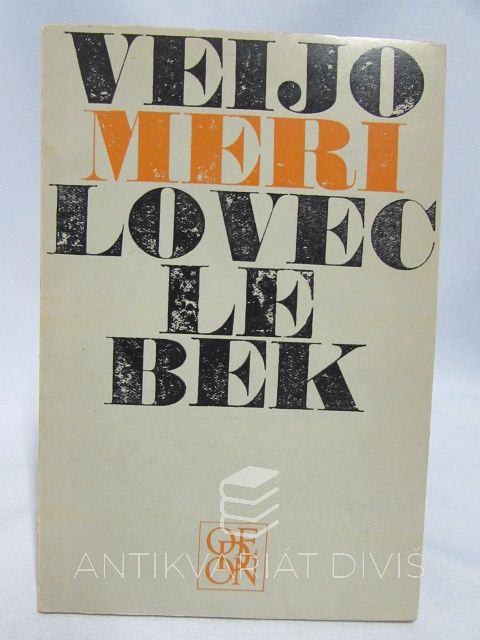 VEIJO
MERI
LOVEC
LE
BEK
ODEON
ANTIKVARIÁT DIVIŠ